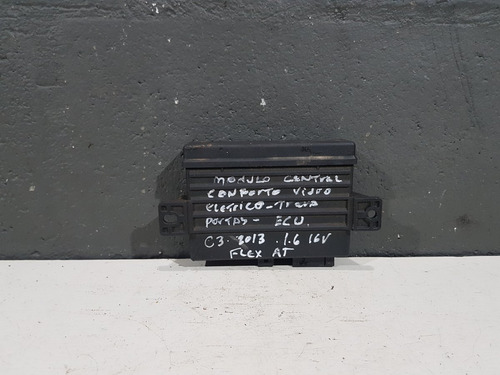 MODULO CENTRAL
CONFORTO VIDRO
ELETRICO-TRAVA
PORTAS- ECU.
C3. 2013 .1.6 16V
FLEX AT